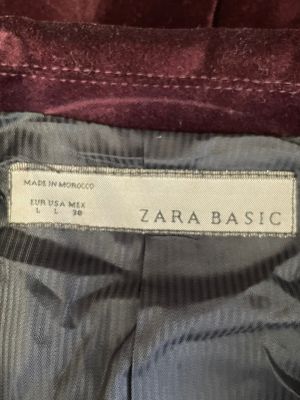 MADE IN MOROCCO
EUR USA MEX
L L 30
ZARA BASIC